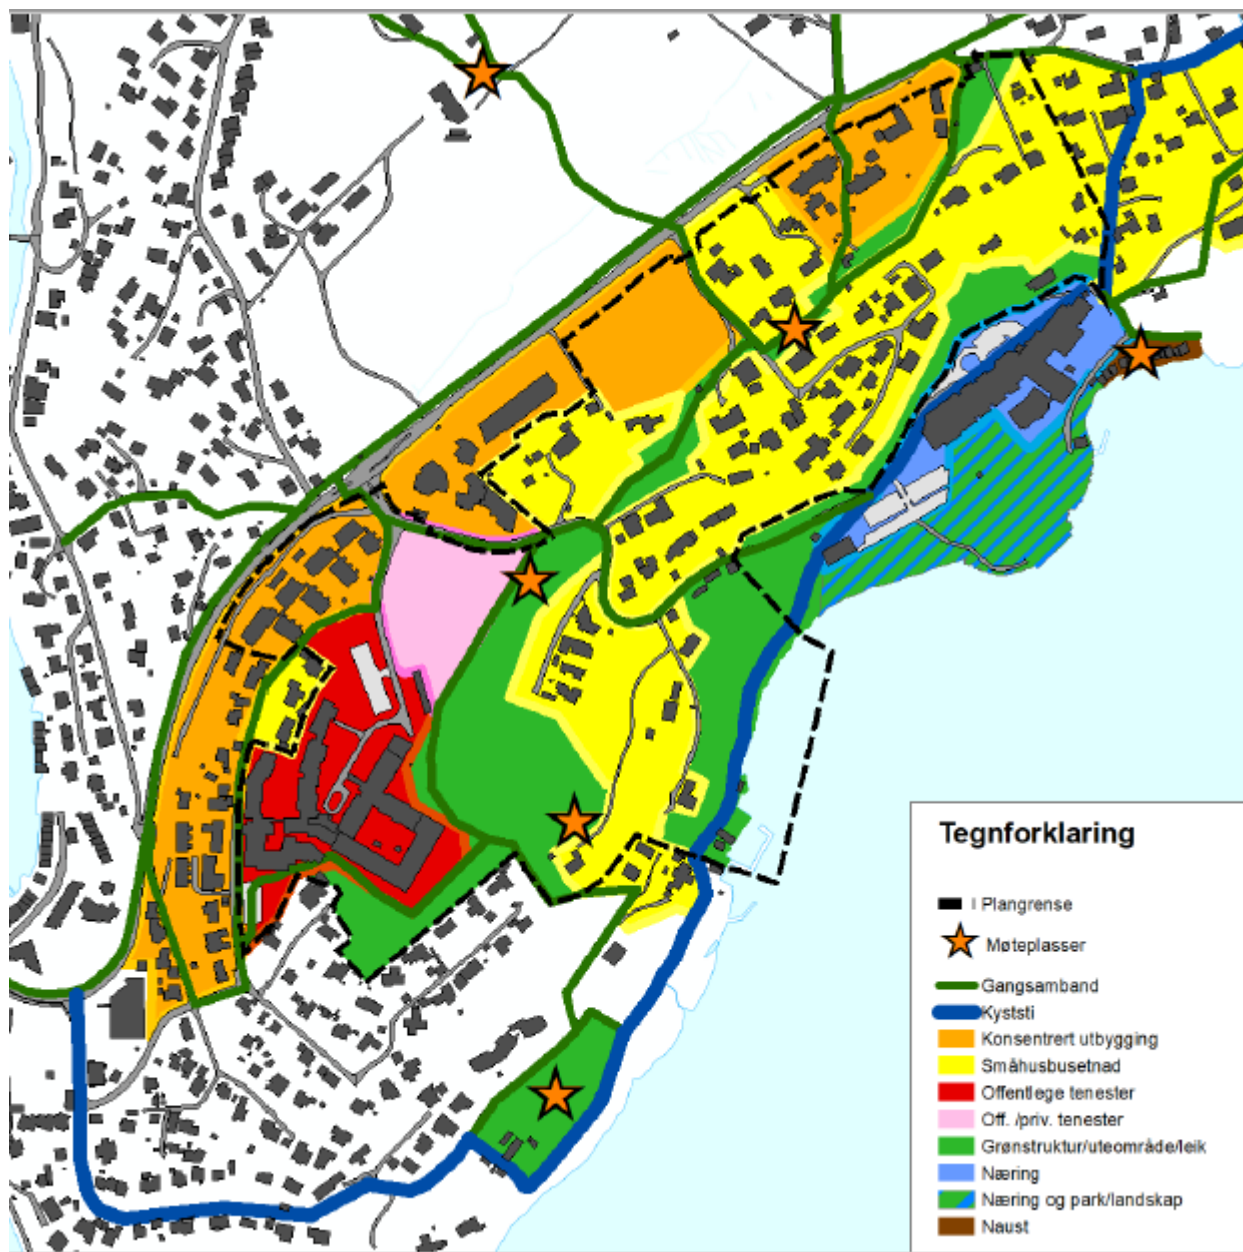 Tegnforklaring
Plangrense
Møteplasser
Gangsamband
Kyststi
Konsentrert utbygging
Småhusbusetnad
Offentlege tenester
Off. /priv. tenester
Grønstruktur/uteområde/leik
Næring
Næring og park/landskap
Naust